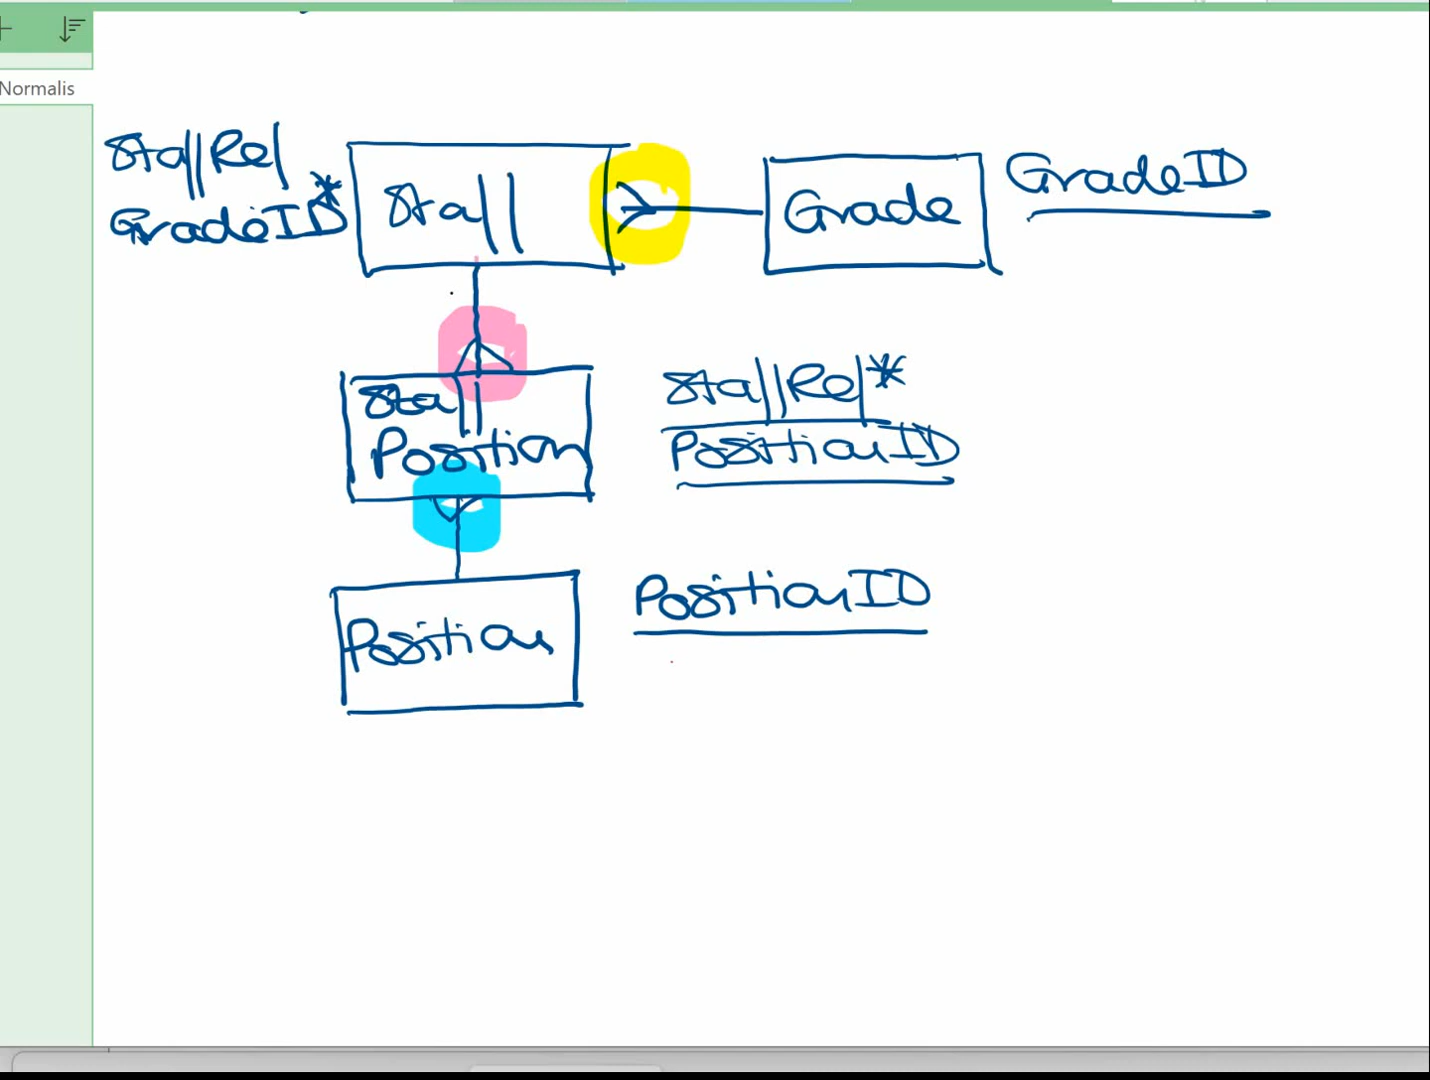 Normalis
StaffRef
GradeID*
Staff
Grade
GradeID
Staff
Position
StaffRef*
PositionID
Position
PositionID